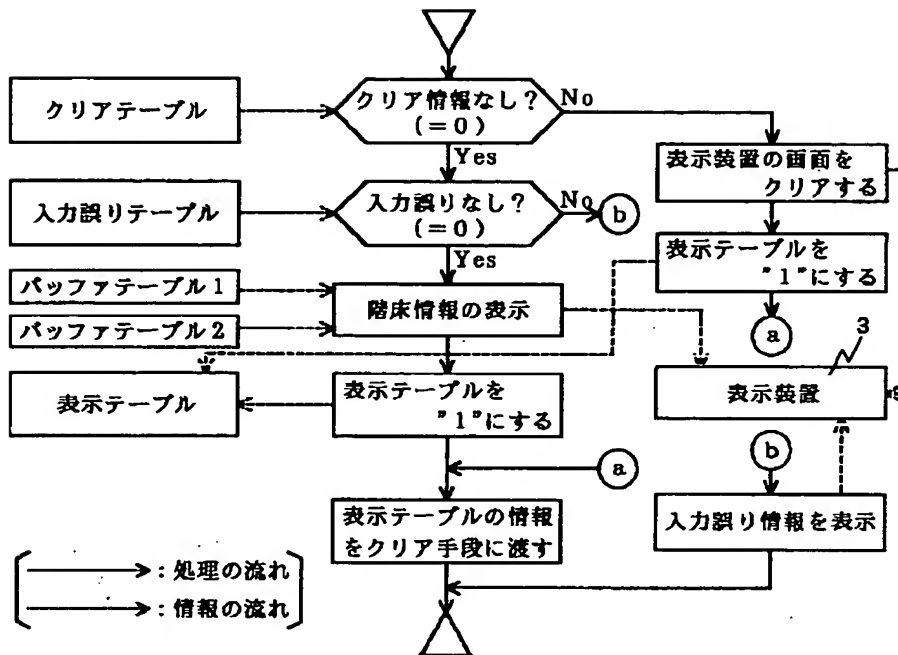 クリアテーブル
クリア情報なし？
(＝0)
No
Yes
表示装置の画面を
クリアする
入力誤りテーブル
入力誤りなし？
(＝0)
No
b
Yes
表示テーブルを
"1"にする
バッファテーブル1
バッファテーブル2
階床情報の表示
a
3
表示テーブル
表示テーブルを
"1"にする
表示装置
a
b
表示テーブルの情報
をクリア手段に渡す
入力誤り情報を表示
：処理の流れ
：情報の流れ